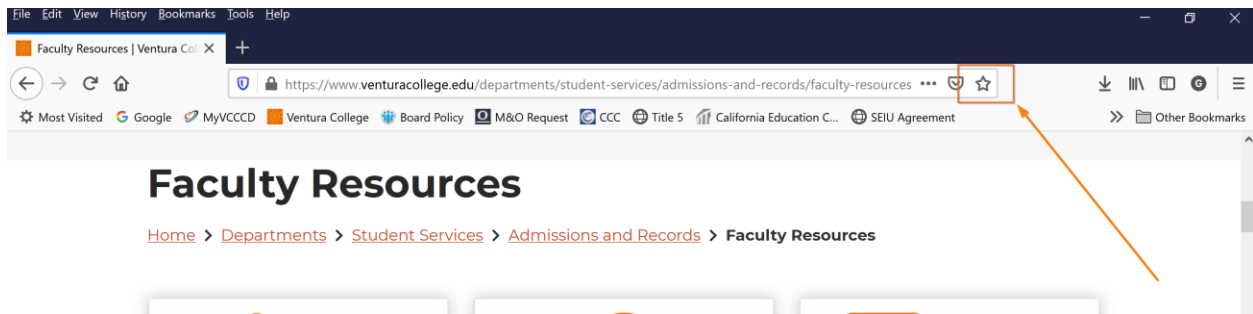 File Edit View History Bookmarks Tools Help
Faculty Resources | Ventura Col
https://www.venturacollege.edu/departments/student-services/admissions-and-records/faculty-resources
G
Most Visited Google MyVCCCD Ventura College Board Policy M&O Request CCC Title 5 California Education C... SEIU Agreement Other Bookmarks
Faculty Resources
Home > Departments > Student Services > Admissions and Records > Faculty Resources